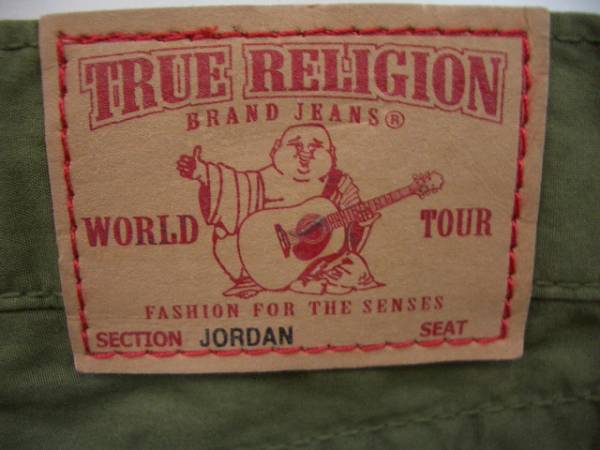 TRUE RELIGION
BRAND JEANS®
WORLD TOUR
FASHION FOR THE SENSES
SECTION JORDAN SEAT